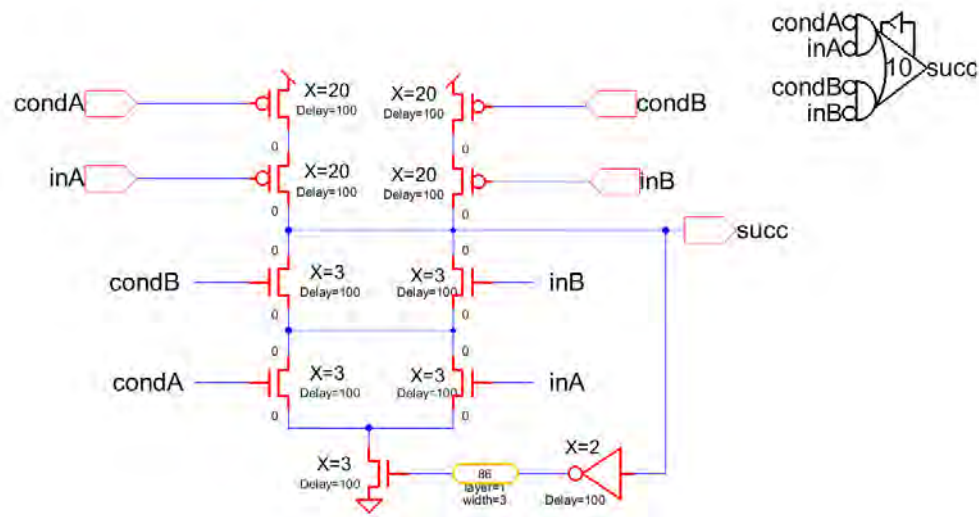 condA
inA
condB
inB
10
succ
X=20
Delay=100
X=20
Delay=100
condA
condB
0
0
inA
X=20
Delay=100
X=20
Delay=100
inB
0
0
succ
0
0
condB
X=3
Delay=100
X=3
Delay=100
inB
0
0
0
0
condA
X=3
Delay=100
X=3
Delay=100
inA
0
0
X=3
Delay=100
86
layer=1
width=3
X=2
Delay=100